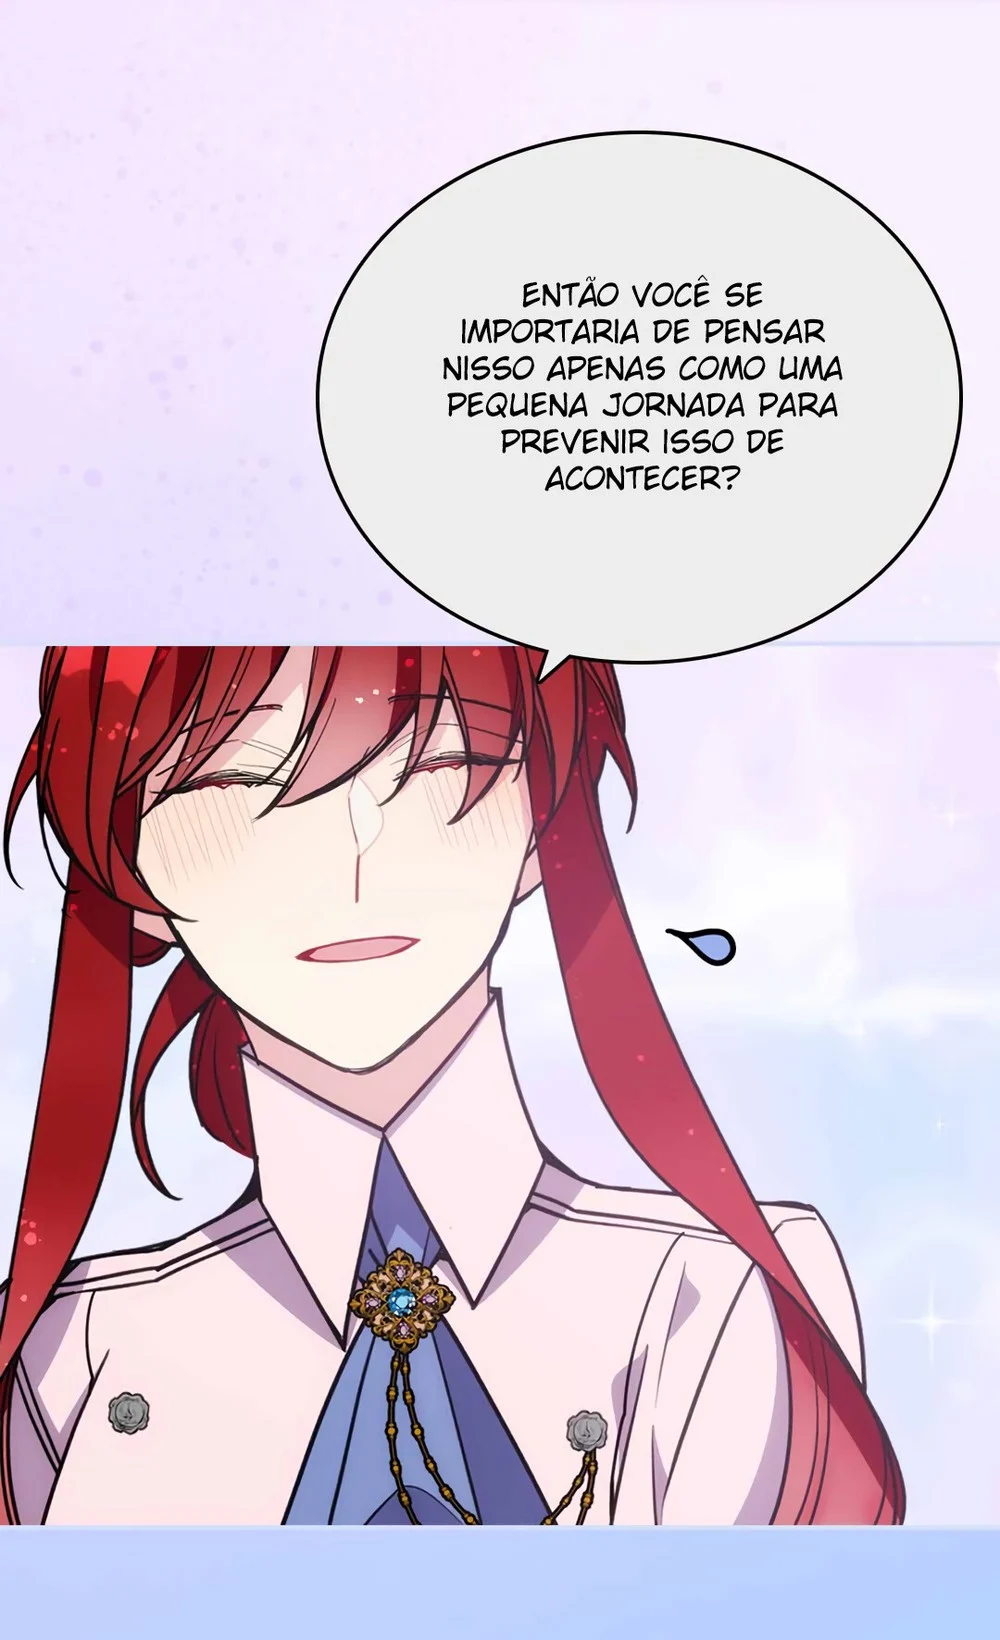 ENTÃO VOCÊ SE
IMPORTARIA DE PENSAR
NISSO APENAS COMO UMA
PEQUENA JORNADA PARA
PREVENIR ISSO DE
ACONTECER?